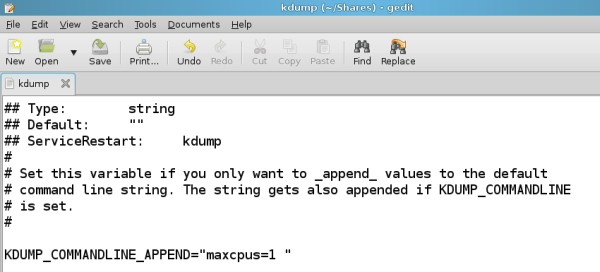 kdump (~/Shares) - gedit
File Edit View Search Tools Documents Help
New Open Save Print... Undo Redo Cut Copy Paste Find Replace
kdump
## Type:        string
## Default:     ""
## ServiceRestart:     kdump
#
# Set this variable if you only want to _append_ values to the default
# command line string. The string gets also appended if KDUMP_COMMANDLINE
# is set.
#
KDUMP_COMMANDLINE_APPEND="maxcpus=1 "